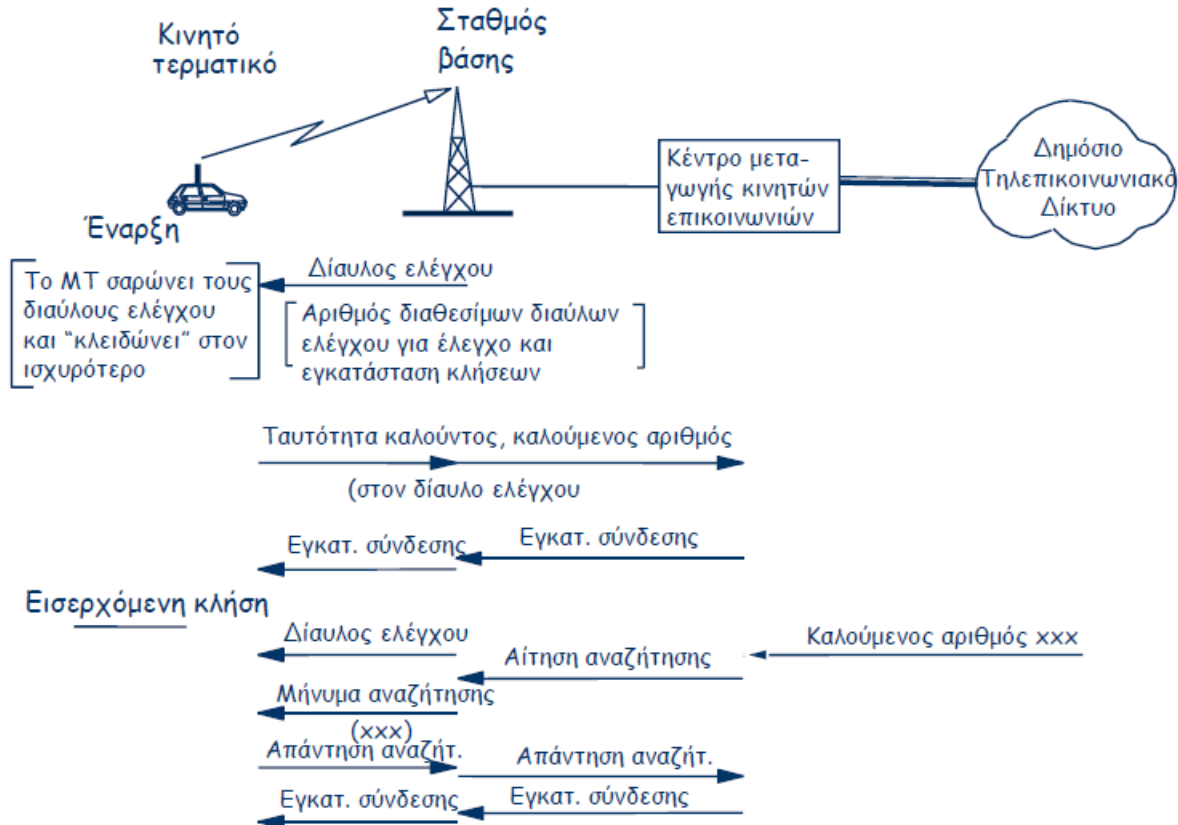 Κινητό
τερματικό
Σταθμός
βάσης
Κέντρο μετα-
γωγής κινητών
επικοινωνιών
Δημόσιο
Τηλεπικοινωνιακό
Δίκτυο
Έναρξη
Το ΜΤ σαρώνει τους
διαύλους ελέγχου
και "κλειδώνει" στον
ισχυρότερο
Δίαυλος ελέγχου
Αριθμός διαθεσίμων διαύλων
ελέγχου για έλεγχο και
εγκατάσταση κλήσεων
Ταυτότητα καλούντος, καλούμενος αριθμός
(στον δίαυλο ελέγχου
Εγκατ. σύνδεσης
Εγκατ. σύνδεσης
Εισερχόμενη κλήση
Δίαυλος ελέγχου
Καλούμενος αριθμός xxx
Αίτηση αναζήτησης
Μήνυμα αναζήτησης
(xxx)
Απάντηση αναζήτ.
Απάντηση αναζήτ.
Εγκατ. σύνδεσης
Εγκατ. σύνδεσης